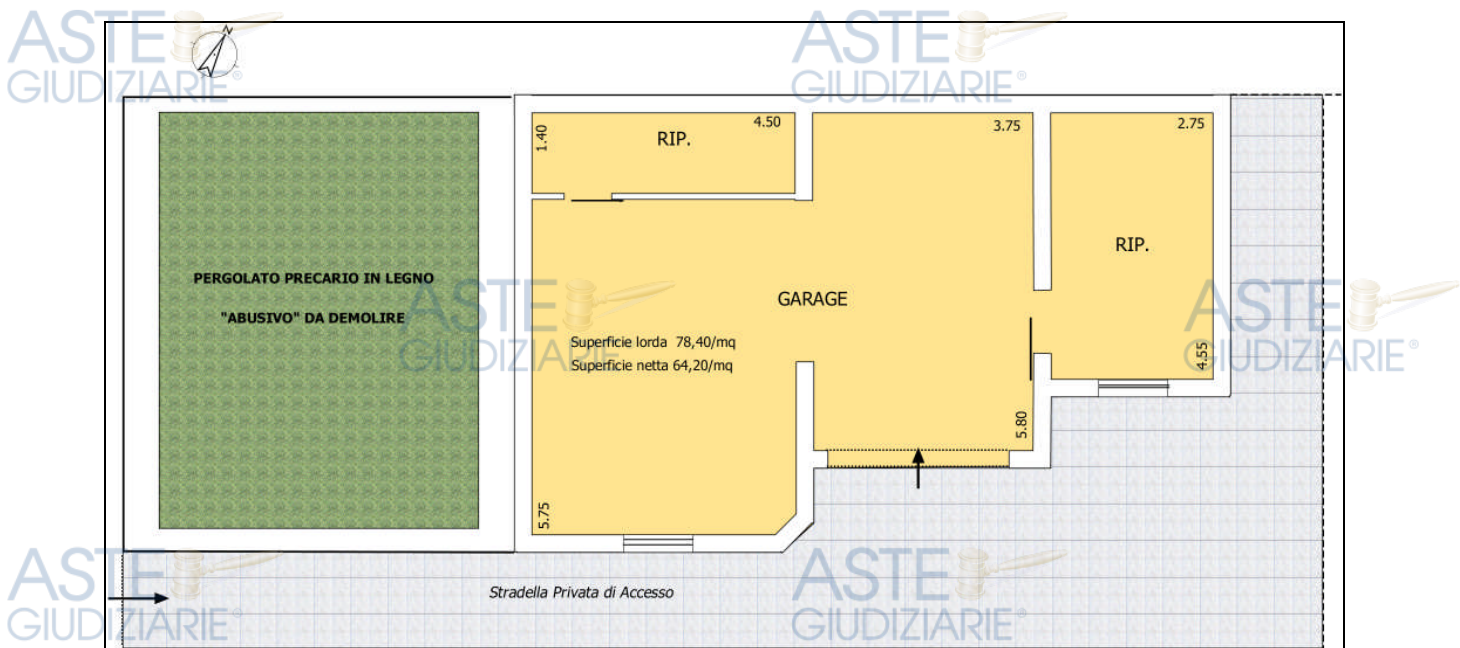 ASTE
GIUDIZIARIE®
ASTE
GIUDIZIARIE®
N
1.40
RIP.
4.50
3.75
2.75
RIP.
PERGOLATO PRECARIO IN LEGNO
"ABUSIVO" DA DEMOLIRE
GARAGE
ASTE
GIUDIZIARIE®
ASTE
GIUDIZIARIE®
Superficie lorda 78,40/mq
Superficie netta 64,20/mq
4.55
5.80
5.75
Stradella Privata di Accesso
ASTE
GIUDIZIARIE®
ASTE
GIUDIZIARIE®